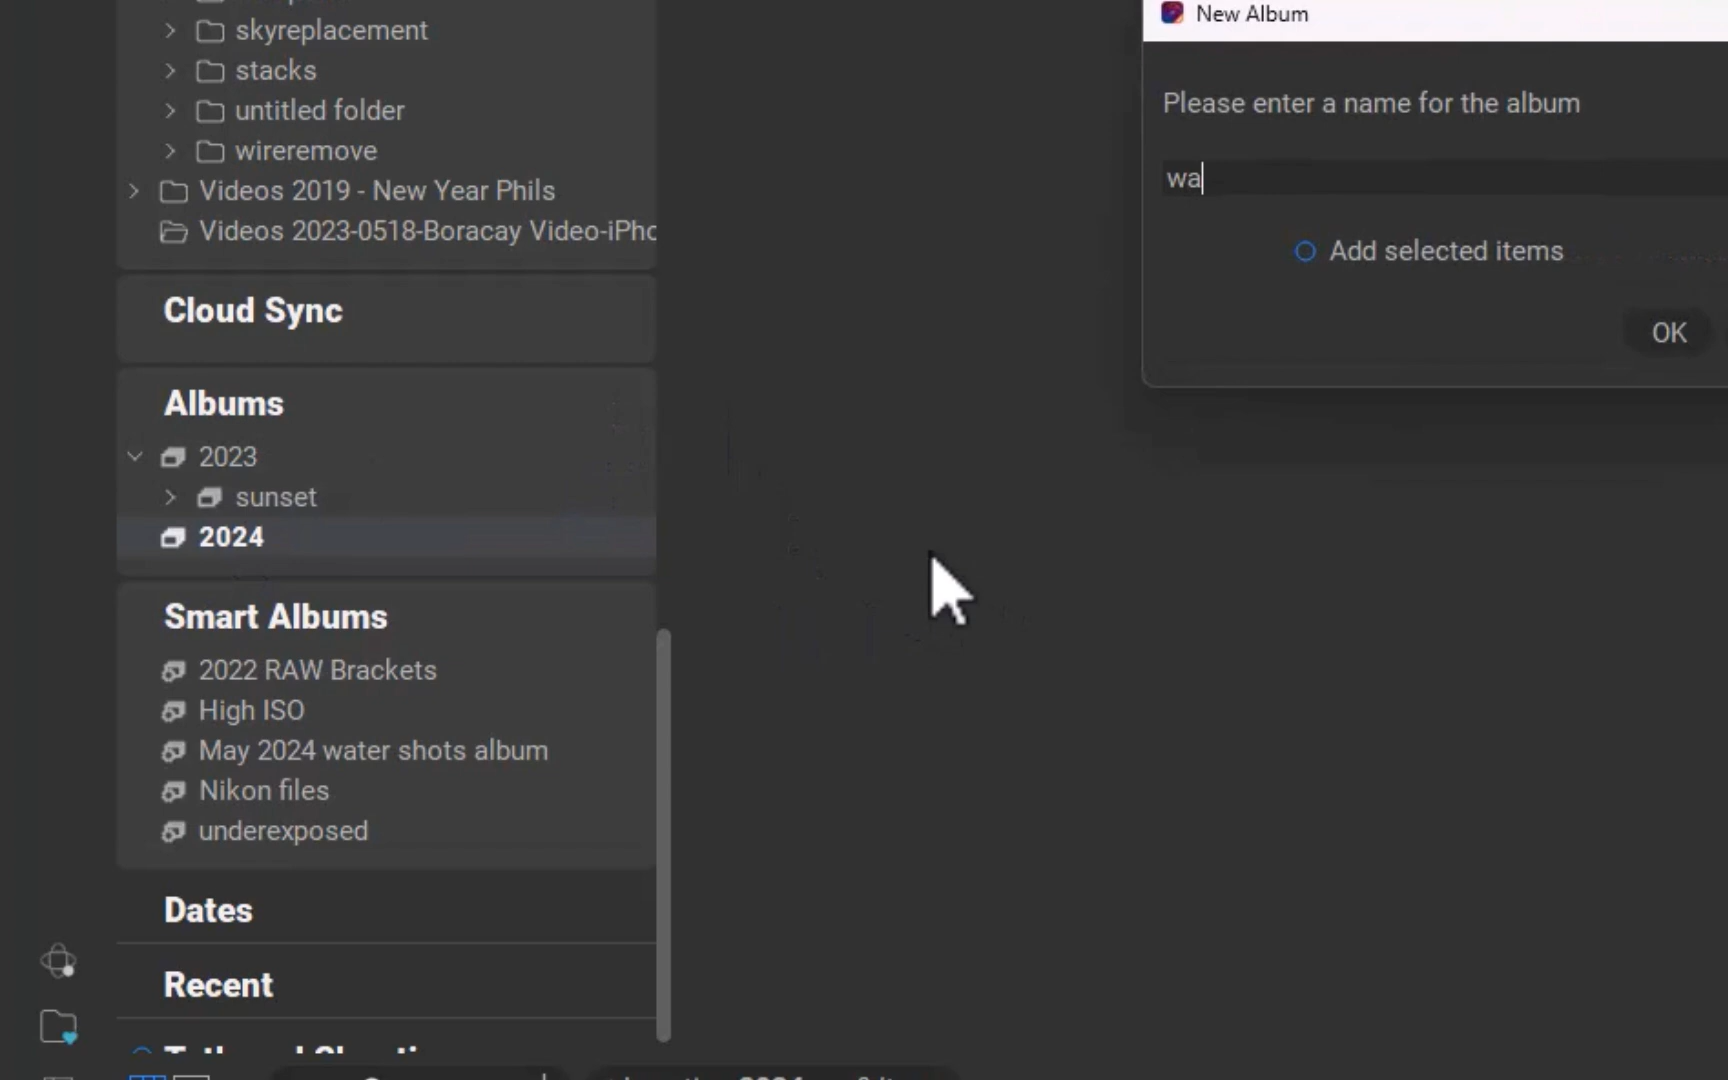 skyreplacement
stacks
untitled folder
wireremove
Videos 2019 - New Year Phils
Videos 2023-0518-Boracay Video-iPho
Cloud Sync
Albums
2023
sunset
2024
Smart Albums
2022 RAW Brackets
High ISO
May 2024 water shots album
Nikon files
underexposed
Dates
Recent
New Album
Please enter a name for the album
wa
Add selected items
OK